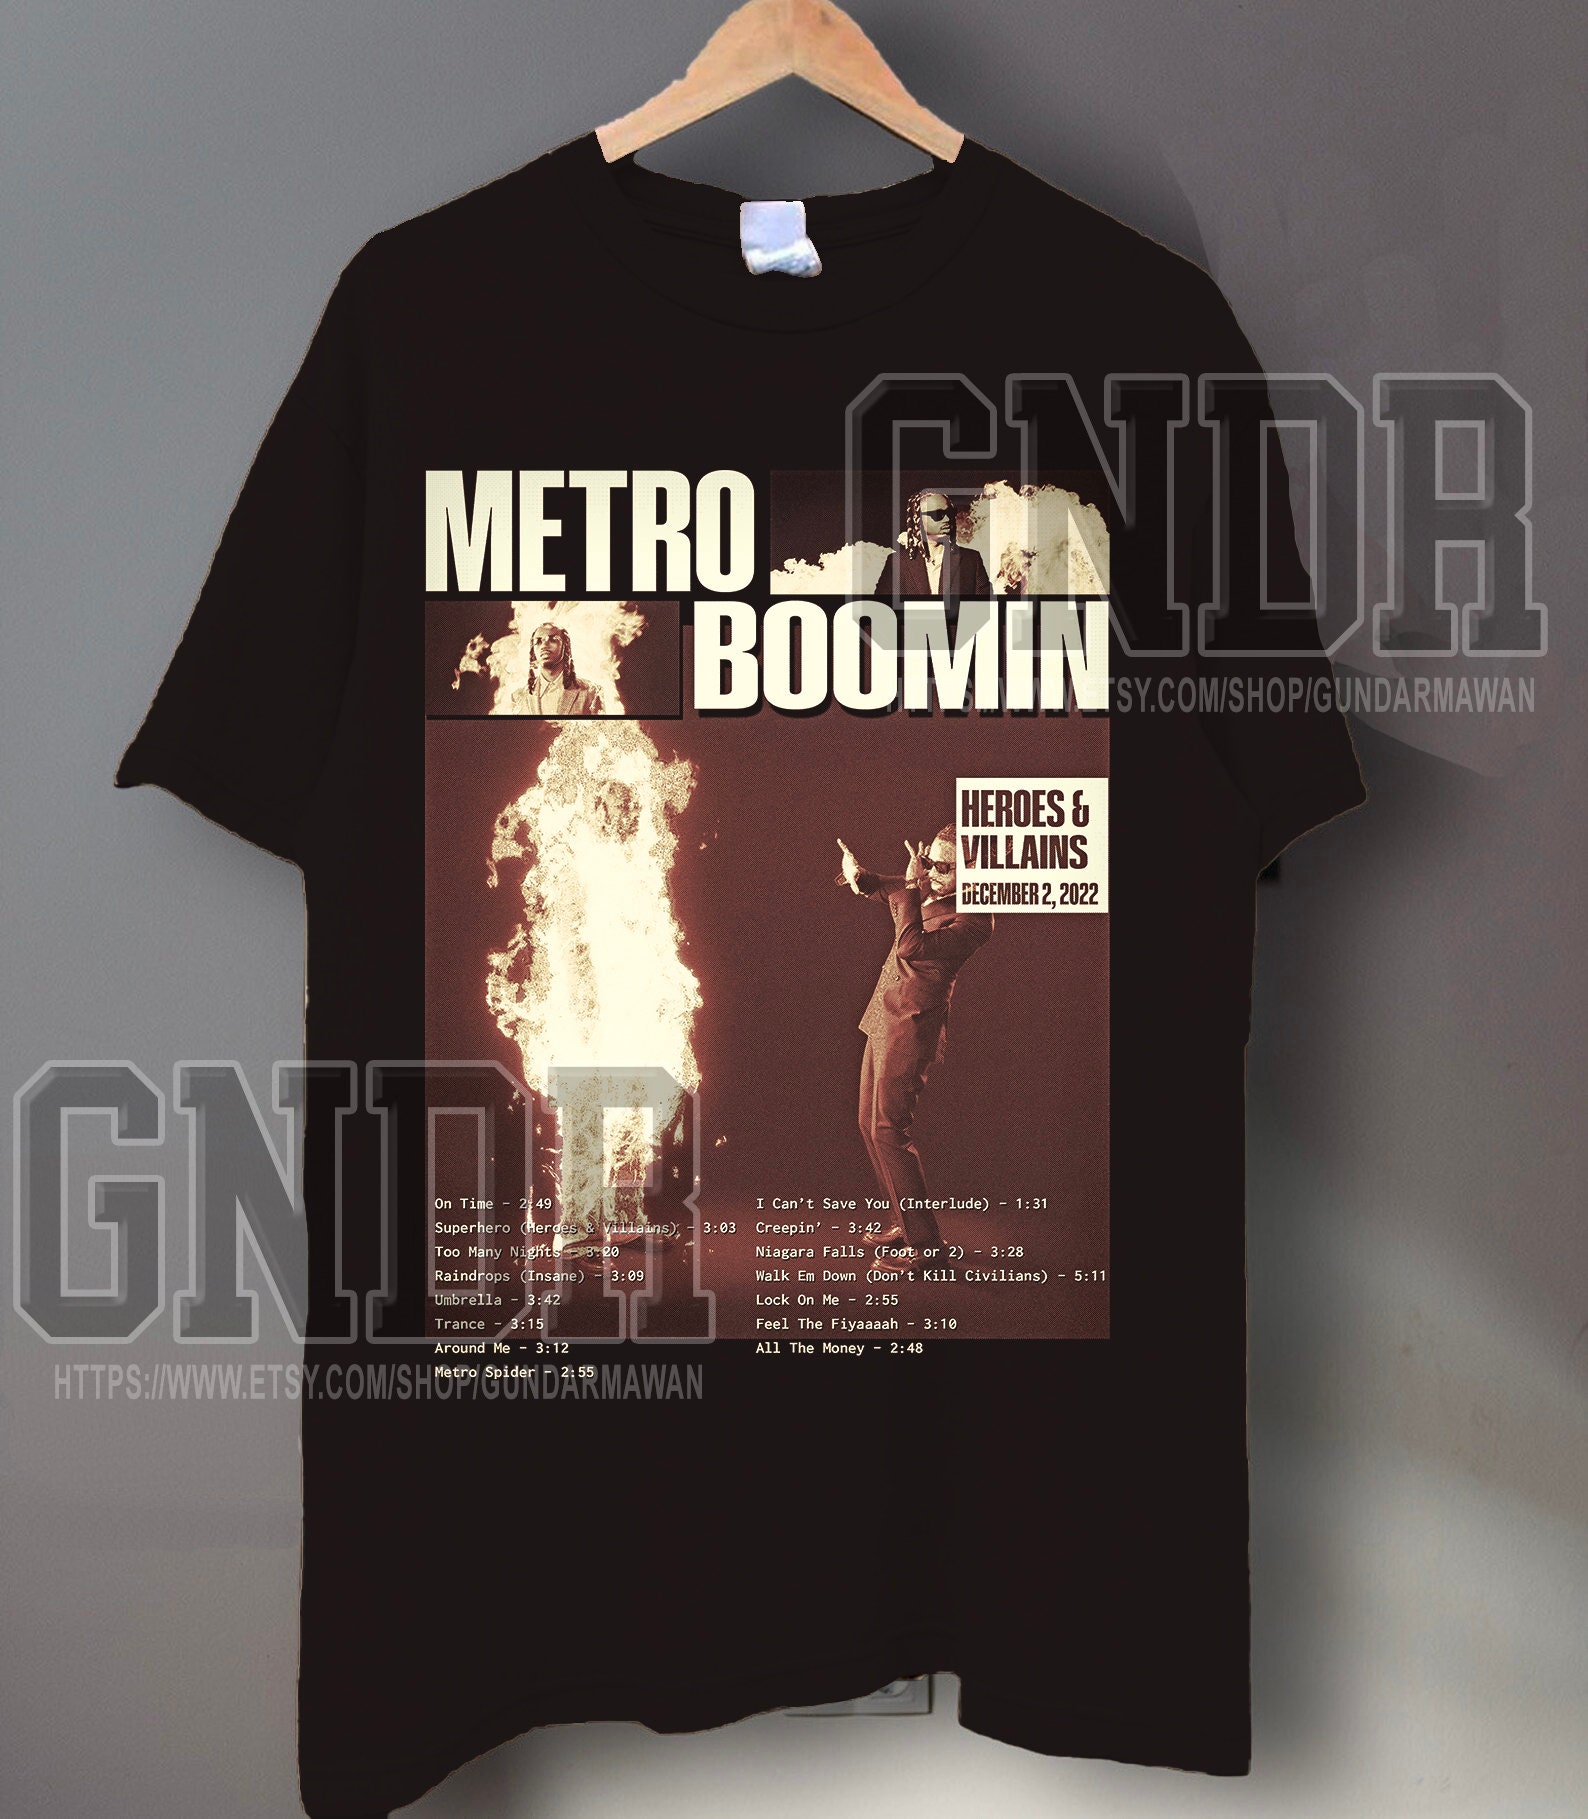 GNDR
METRO
BOOMIN
HTTPS://WWW.ETSY.COM/SHOP/GUNDARMAWAN
HEROES &
VILLAINS
DECEMBER 2, 2022
GNDR
On Time - 2:49
Superhero (Heroes & Villains) - 3:03
Too Many Nights - 3:20
Raindrops (Insane) - 3:09
Umbrella - 3:42
Trance - 3:15
Around Me - 3:12
Metro Spider - 2:55
I Can't Save You (Interlude) - 1:31
Creepin' - 3:42
Niagara Falls (Foot or 2) - 3:28
Walk Em Down (Don't Kill Civilians) - 5:11
Lock On Me - 2:55
Feel The Fiyaaaah - 3:10
All The Money - 2:48
HTTPS://WWW.ETSY.COM/SHOP/GUNDARMAWAN